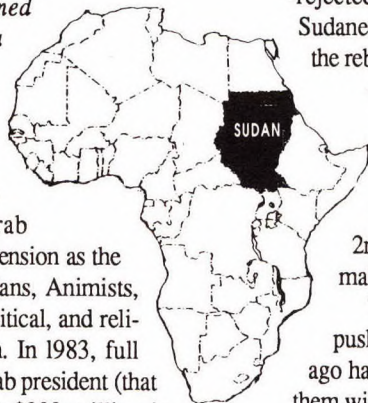 ned
rejected
Sudane
the reb
SUDAN
rab
ension as the
ans, Animists,
itical, and reli-
. In 1983, full
ab president (that
2n
ma
push
ago ha
them wi